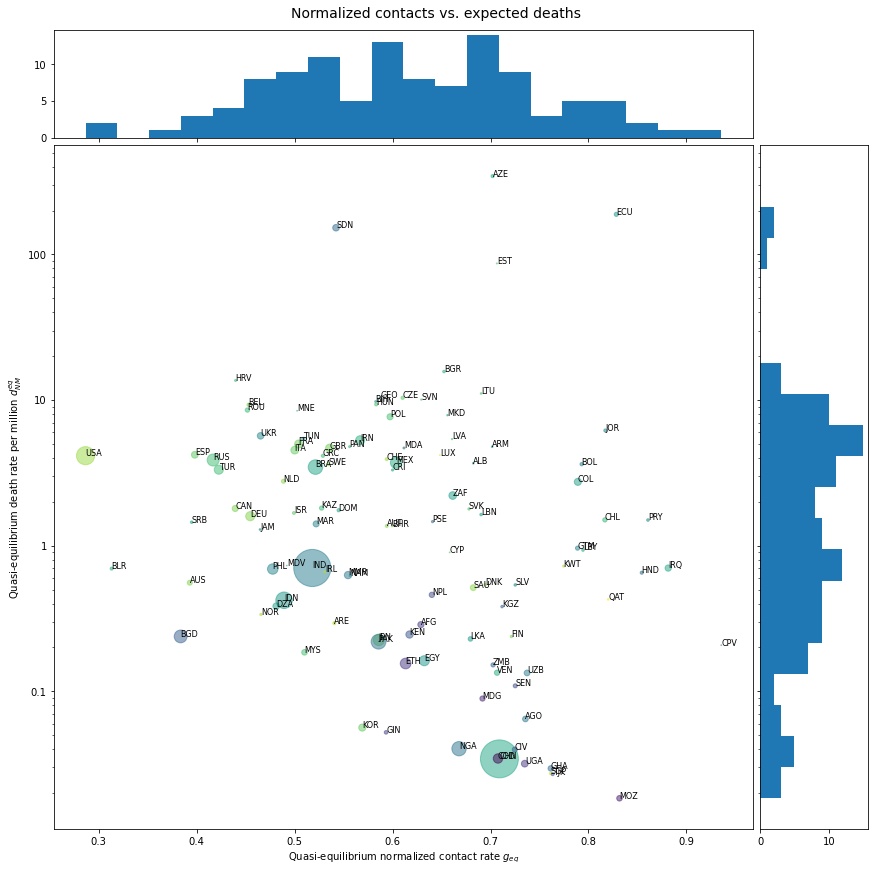 Normalized contacts vs. expected deaths
10
5
0
AZE
ECU
SDN
100
EST
BGR
HRV
LTU
GEO CZE
SVN
10
BEL
ROU
MNE
HUN
MKD
POL
JOR
UKR
TUN
FRA
IRN
LVA
ITA
GBR
PAN
MDA
ARM
USA
ESP
GRC
LUX
RUS
SWE
CHE
MEX
ALB
BOL
TUR
BRA
CRI
NLD
COL
ZAF
CAN
KAZ
DOM
SVK
DEU
ISR
LBN
SRB
MAR
PSE
CHL
PRY
JAM
1
CYP
GTM
LBY
BLR
PHL
MDV
IND
IRL
KWT
HND
IRQ
AUS
NPL
SAU
DNK
SLV
IDN
DZA
KGZ
QAT
NOR
ARE
AFG
BGD
KEN
LKA
FIN
CPV
MYS
ETH
EGY
ZMB
VEN
UZB
0.1
SEN
MDG
AGO
KOR
GIN
NGA
CIV
UGA
GHA
TJK
MOZ
0.3
0.4
0.5
0.6
0.7
0.8
0.9
0
10
Quasi-equilibrium death rate per million d^{eq}_{NM}
Quasi-equilibrium normalized contact rate g_{eq}